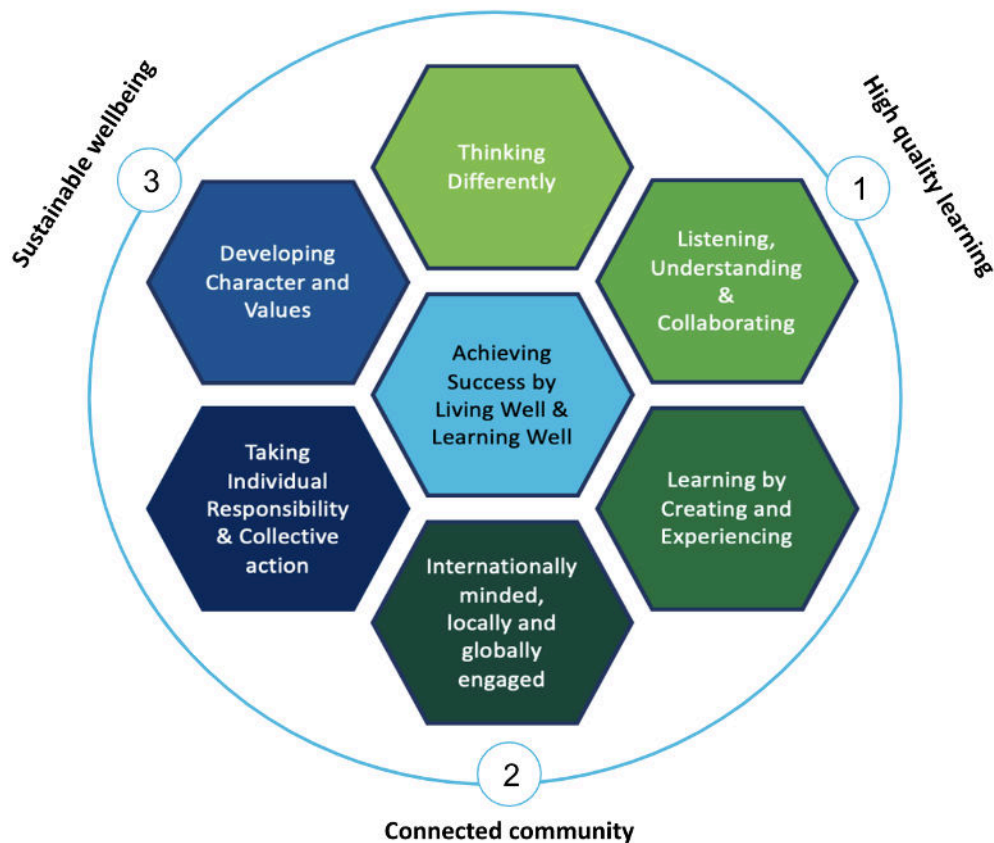 Sustainable wellbeing
3
High quality learning
1
Thinking
Differently
Listening,
Understanding
&
Collaborating
Developing
Character and
Values
Achieving
Success by
Living Well &
Learning Well
Taking
Individual
Responsibility
& Collective
action
Learning by
Creating and
Experiencing
Internationally
minded,
locally and
globally
engaged
2
Connected community